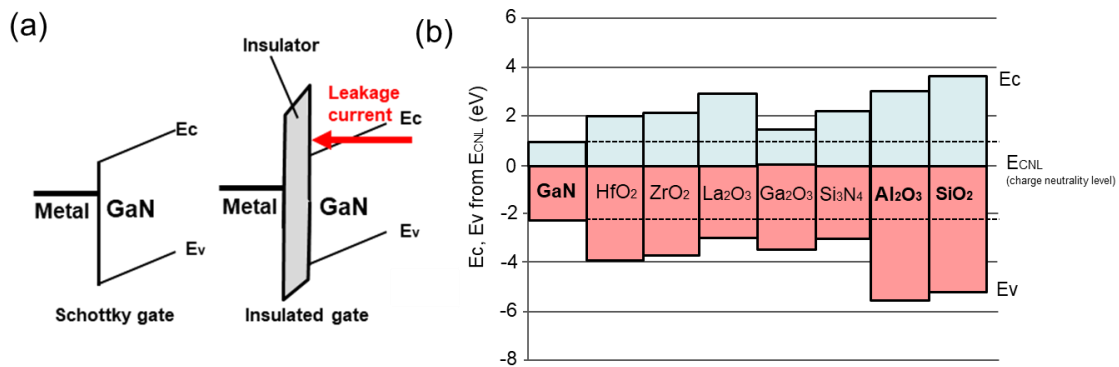 (a)
Insulator
Leakage
current
Ec
Ec
Metal
GaN
Metal
GaN
Ev
Ev
Schottky gate
Insulated gate
(b)
Ec, Ev from ECNL (eV)
6
4
2
0
-2
-4
-6
-8
GaN
HfO2
ZrO2
La2O3
Ga2O3
Si3N4
Al2O3
SiO2
Ec
ECNL
(charge neutrality level)
Ev